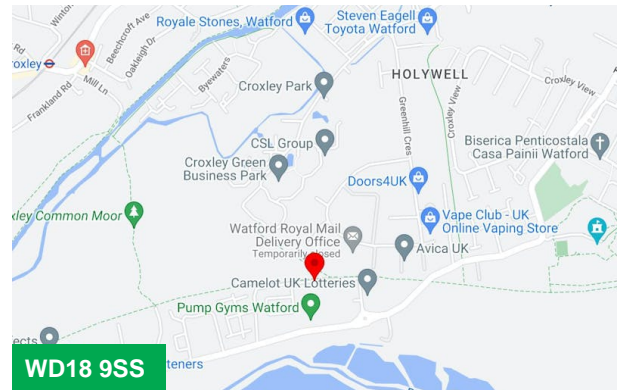 Royale Stones, Watford
Steven Eagell
Toyota Watford
Beechcroft Ave
Oakleigh Dr
Byewaters
Mill Ln
Frankland Rd
Croxley Park
HOLYWELL
Croxley View
Croxley View
Greenhill Cres
CSL Group
Croxley Green
Business Park
Biserica Penticostala
Casa Painii Watford
Doors4UK
Vape Club - UK
Online Vaping Store
Watford Royal Mail
Delivery Office
Temporarily closed
Avica UK
Camelot UK Lotteries
Pump Gyms Watford
Common Moor
WD18 9SS